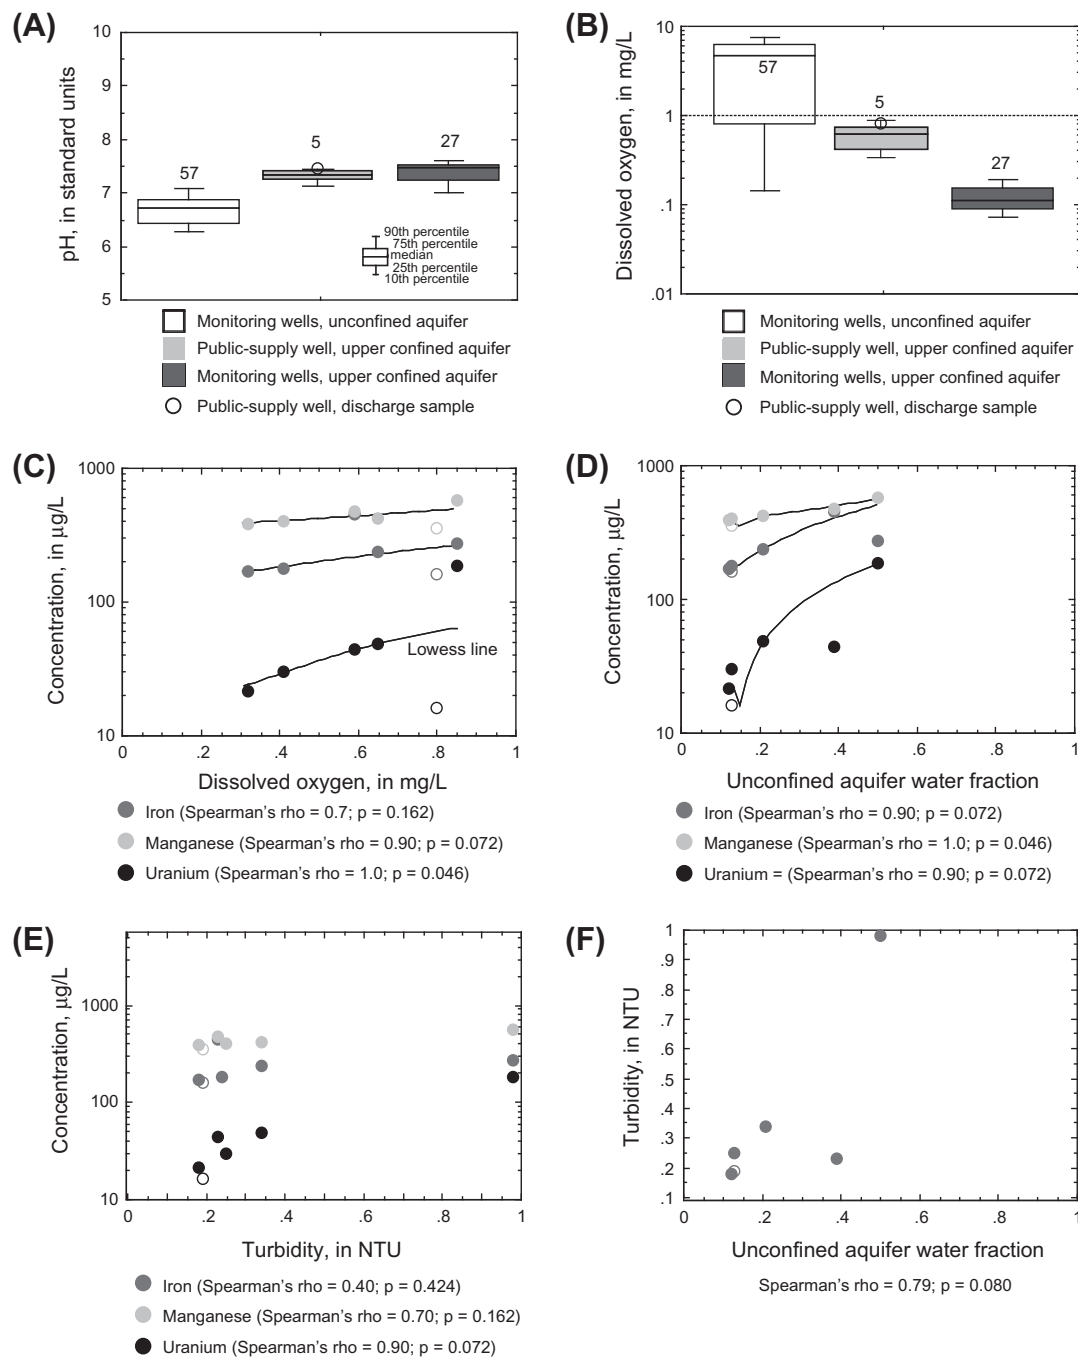 (A)
pH, in standard units
10
9
8
7
6
5
57
5
27
90th percentile
75th percentile
median
25th percentile
10th percentile
Monitoring wells, unconfined aquifer
Public-supply well, upper confined aquifer
Monitoring wells, upper confined aquifer
Public-supply well, discharge sample
(B)
Dissolved oxygen, in mg/L
10
1
.1
.01
57
5
27
Monitoring wells, unconfined aquifer
Public-supply well, upper confined aquifer
Monitoring wells, upper confined aquifer
Public-supply well, discharge sample
(C)
Concentration, in µg/L
1000
100
10
Lowess line
0 .2 .4 .6 .8 1
Dissolved oxygen, in mg/L
Iron (Spearman's rho = 0.7; p = 0.162)
Manganese (Spearman's rho = 0.90; p = 0.072)
Uranium (Spearman's rho = 1.0; p = 0.046)
(D)
Concentration, µg/L
1000
100
10
0 .2 .4 .6 .8 1
Unconfined aquifer water fraction
Iron (Spearman's rho = 0.90; p = 0.072)
Manganese (Spearman's rho = 1.0; p = 0.046)
Uranium = (Spearman's rho = 0.90; p = 0.072)
(E)
Concentration, µg/L
1000
100
10
0 .2 .4 .6 .8 1
Turbidity, in NTU
Iron (Spearman's rho = 0.40; p = 0.424)
Manganese (Spearman's rho = 0.70; p = 0.162)
Uranium (Spearman's rho = 0.90; p = 0.072)
(F)
Turbidity, in NTU
1
.9
.8
.7
.6
.5
.4
.3
.2
.1
0 .2 .4 .6 .8 1
Unconfined aquifer water fraction
Spearman's rho = 0.79; p = 0.080